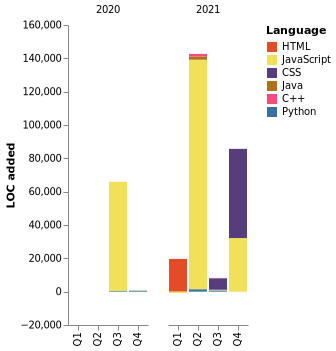 2020 2021
Language
HTML
JavaScript
CSS
Java
C++
Python
LOC added
160,000
140,000
120,000
100,000
80,000
60,000
40,000
20,000
0
−20,000
Q1 Q2 Q3 Q4 Q1 Q2 Q3 Q4